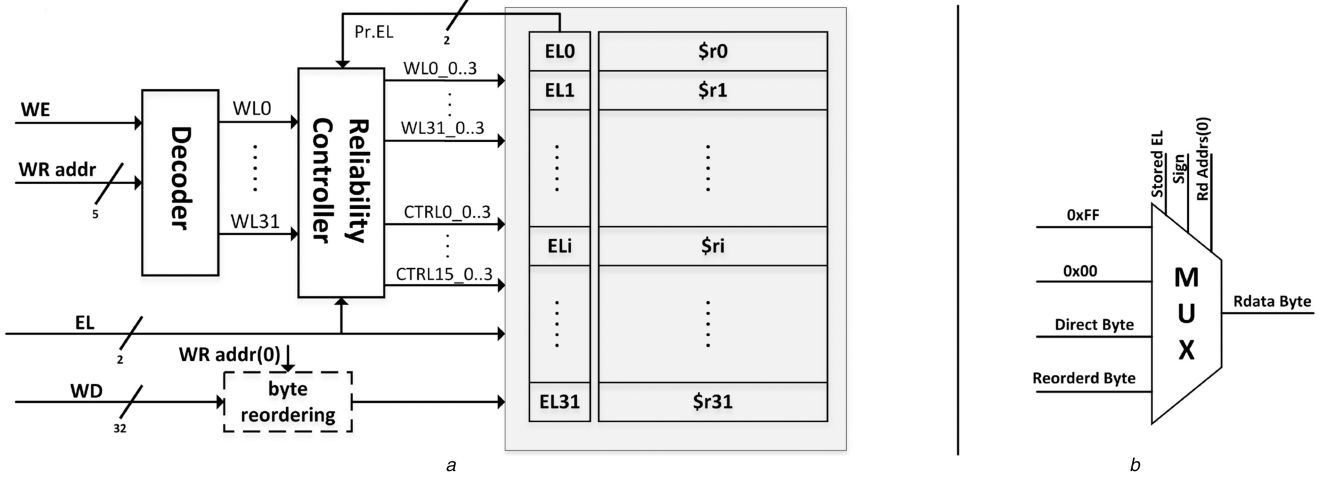 Pr.EL
2
EL0
$r0
EL1
$r1
ELi
$ri
EL31
$r31
WE
WR addr
5
Decoder
WL0
WL31
Reliability
Controller
WL0_0..3
WL31_0..3
CTRL0_0..3
CTRL15_0..3
EL
2
WR addr(0)
WD
32
byte
reordering
a
Stored EL
Sign
Rd Addrs(0)
0xFF
0x00
Direct Byte
Reorderd Byte
M
U
X
Rdata Byte
b